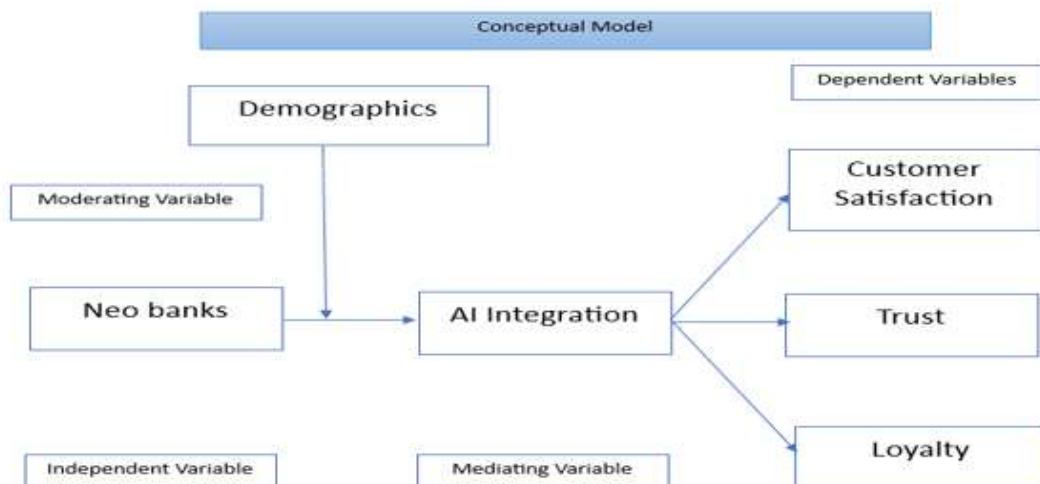 Conceptual Model
Dependent Variables
Demographics
Customer
Satisfaction
Moderating Variable
Neo banks
AI Integration
Trust
Loyalty
Independent Variable
Mediating Variable